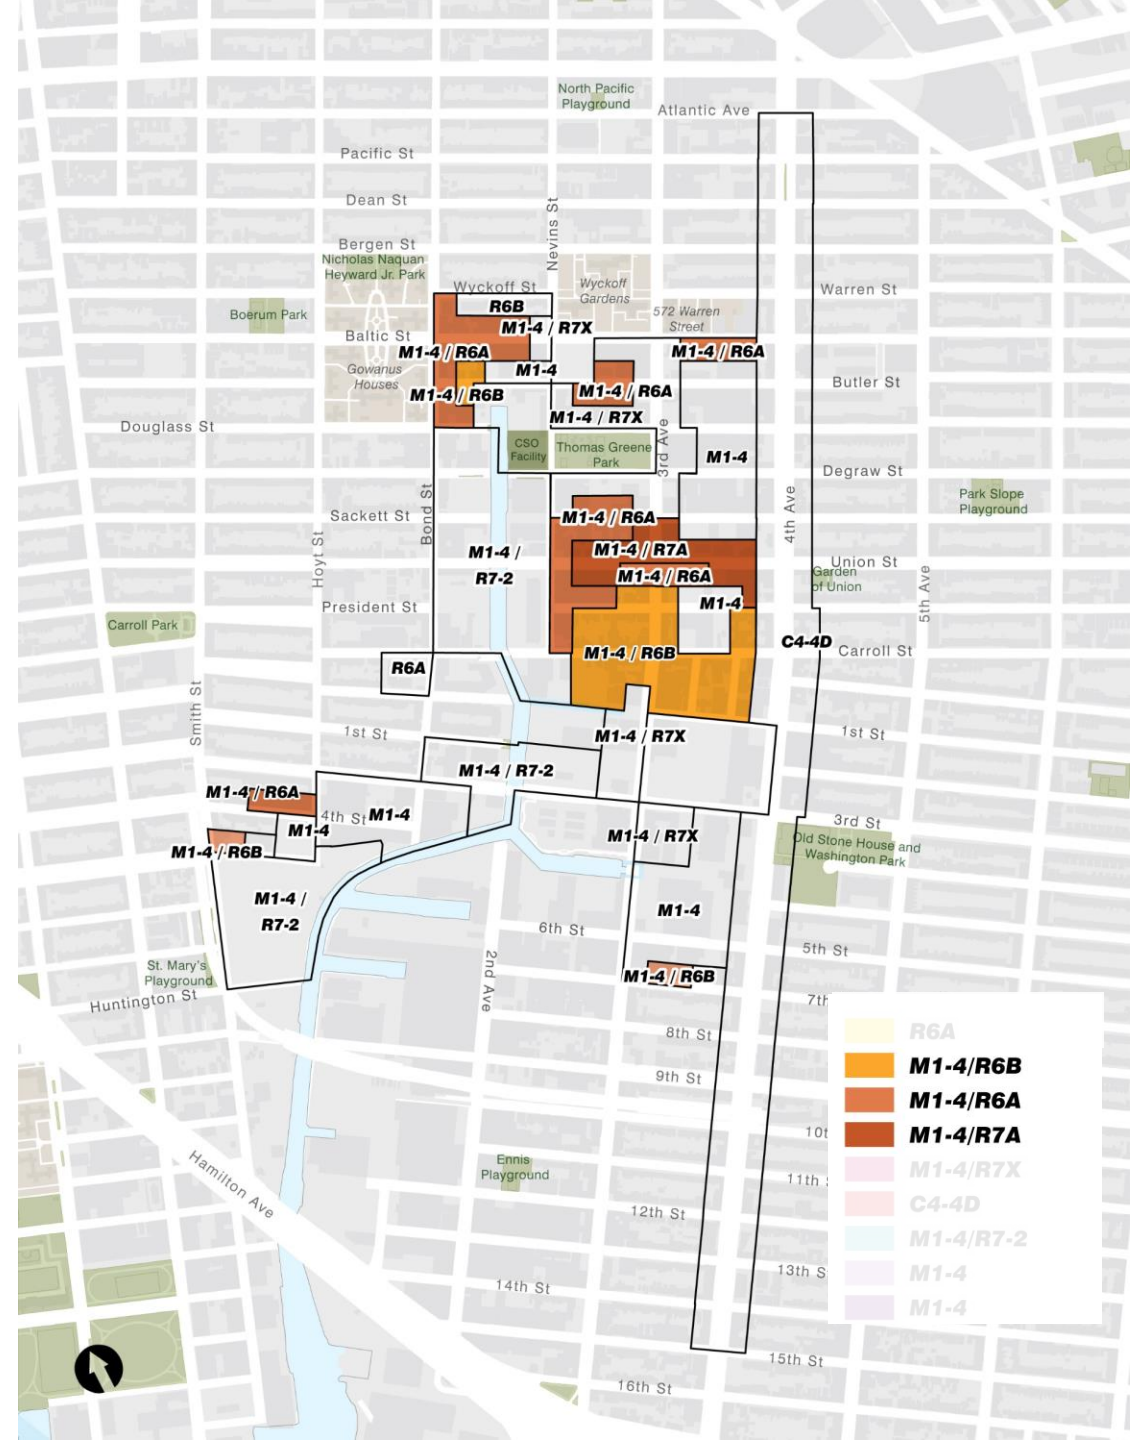 North Pacific
Playground
Atlantic Ave
Pacific St
Dean St
Nevins St
Bergen St
Nicholas Naquan
Heyward Jr. Park
Wyckoff St
Wyckoff
Gardens
Warren St
R6B
Boerum Park
572 Warren
Street
M1-4 / R7X
Baltic St
M1-4 / R6A
M1-4 / R6A
Gowanus
Houses
M1-4
Butler St
M1-4 / R6B
M1-4 / R6A
M1-4 / R7X
Douglass St
3rd Ave
CSO
Facility
Thomas Greene
Park
M1-4
Degraw St
Park Slope
Playground
Bond St
4th Ave
Sackett St
M1-4 / R6A
Hoyt St
M1-4 /
R7-2
M1-4 / R7A
Union St
M1-4 / R6A
Garden
of Union
5th Ave
President St
M1-4
Carroll Park
C4-4D
M1-4 / R6B
Carroll St
R6A
Smith St
1st St
M1-4 / R7X
1st St
M1-4 / R7-2
M1-4 / R6A
4th St
M1-4
M1-4
3rd St
M1-4 / R7X
Old Stone House and
Washington Park
M1-4 / R6B
M1-4 /
R7-2
M1-4
6th St
5th St
St. Mary's
Playground
2nd Ave
M1-4 / R6B
Huntington St
7th
8th St
R6A
M1-4/R6B
9th St
M1-4/R6A
10t
M1-4/R7A
Ennis
Playground
M1-4/R7X
11th
Hamilton Ave
C4-4D
12th St
M1-4/R7-2
13th S
M1-4
14th St
M1-4
15th St
16th St